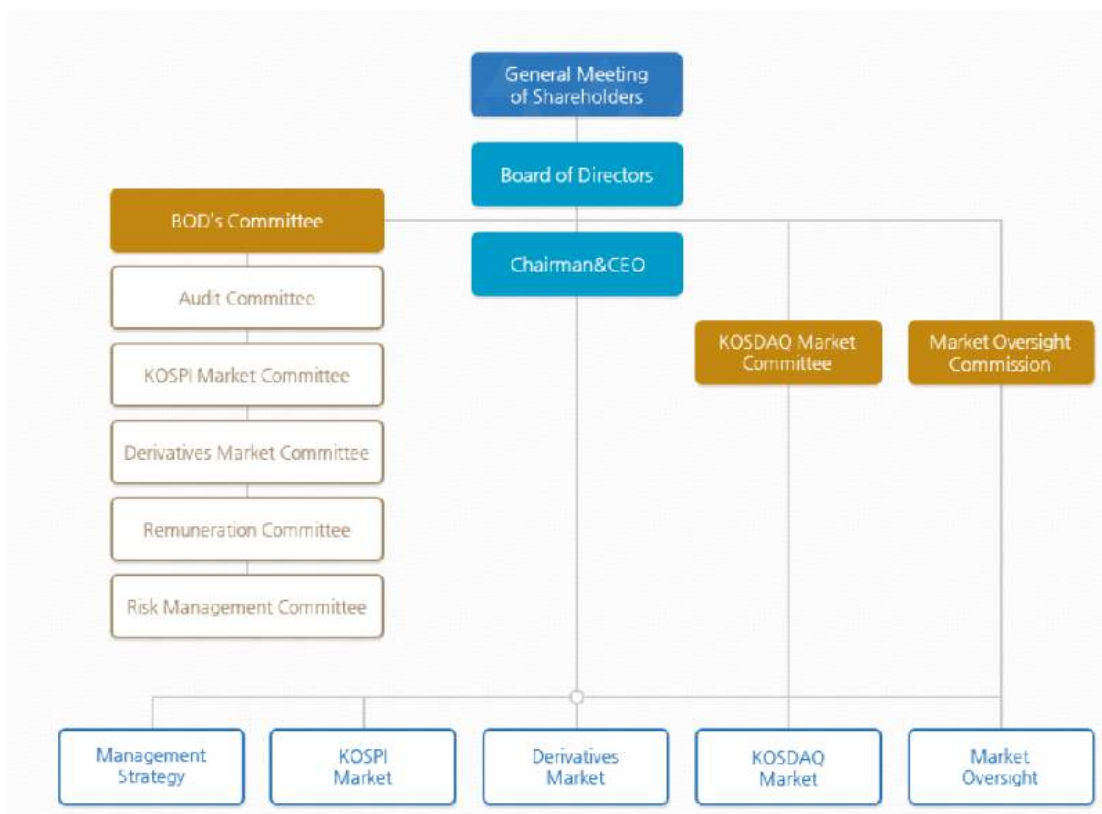 General Meeting
of Shareholders
Board of Directors
BOD's Committee
Chairman&CEO
Audit Committee
KOSPI Market Committee
Derivatives Market Committee
Remuneration Committee
Risk Management Committee
KOSDAQ Market
Committee
Market Oversight
Commission
Management
Strategy
KOSPI
Market
Derivatives
Market
KOSDAQ
Market
Market
Oversight